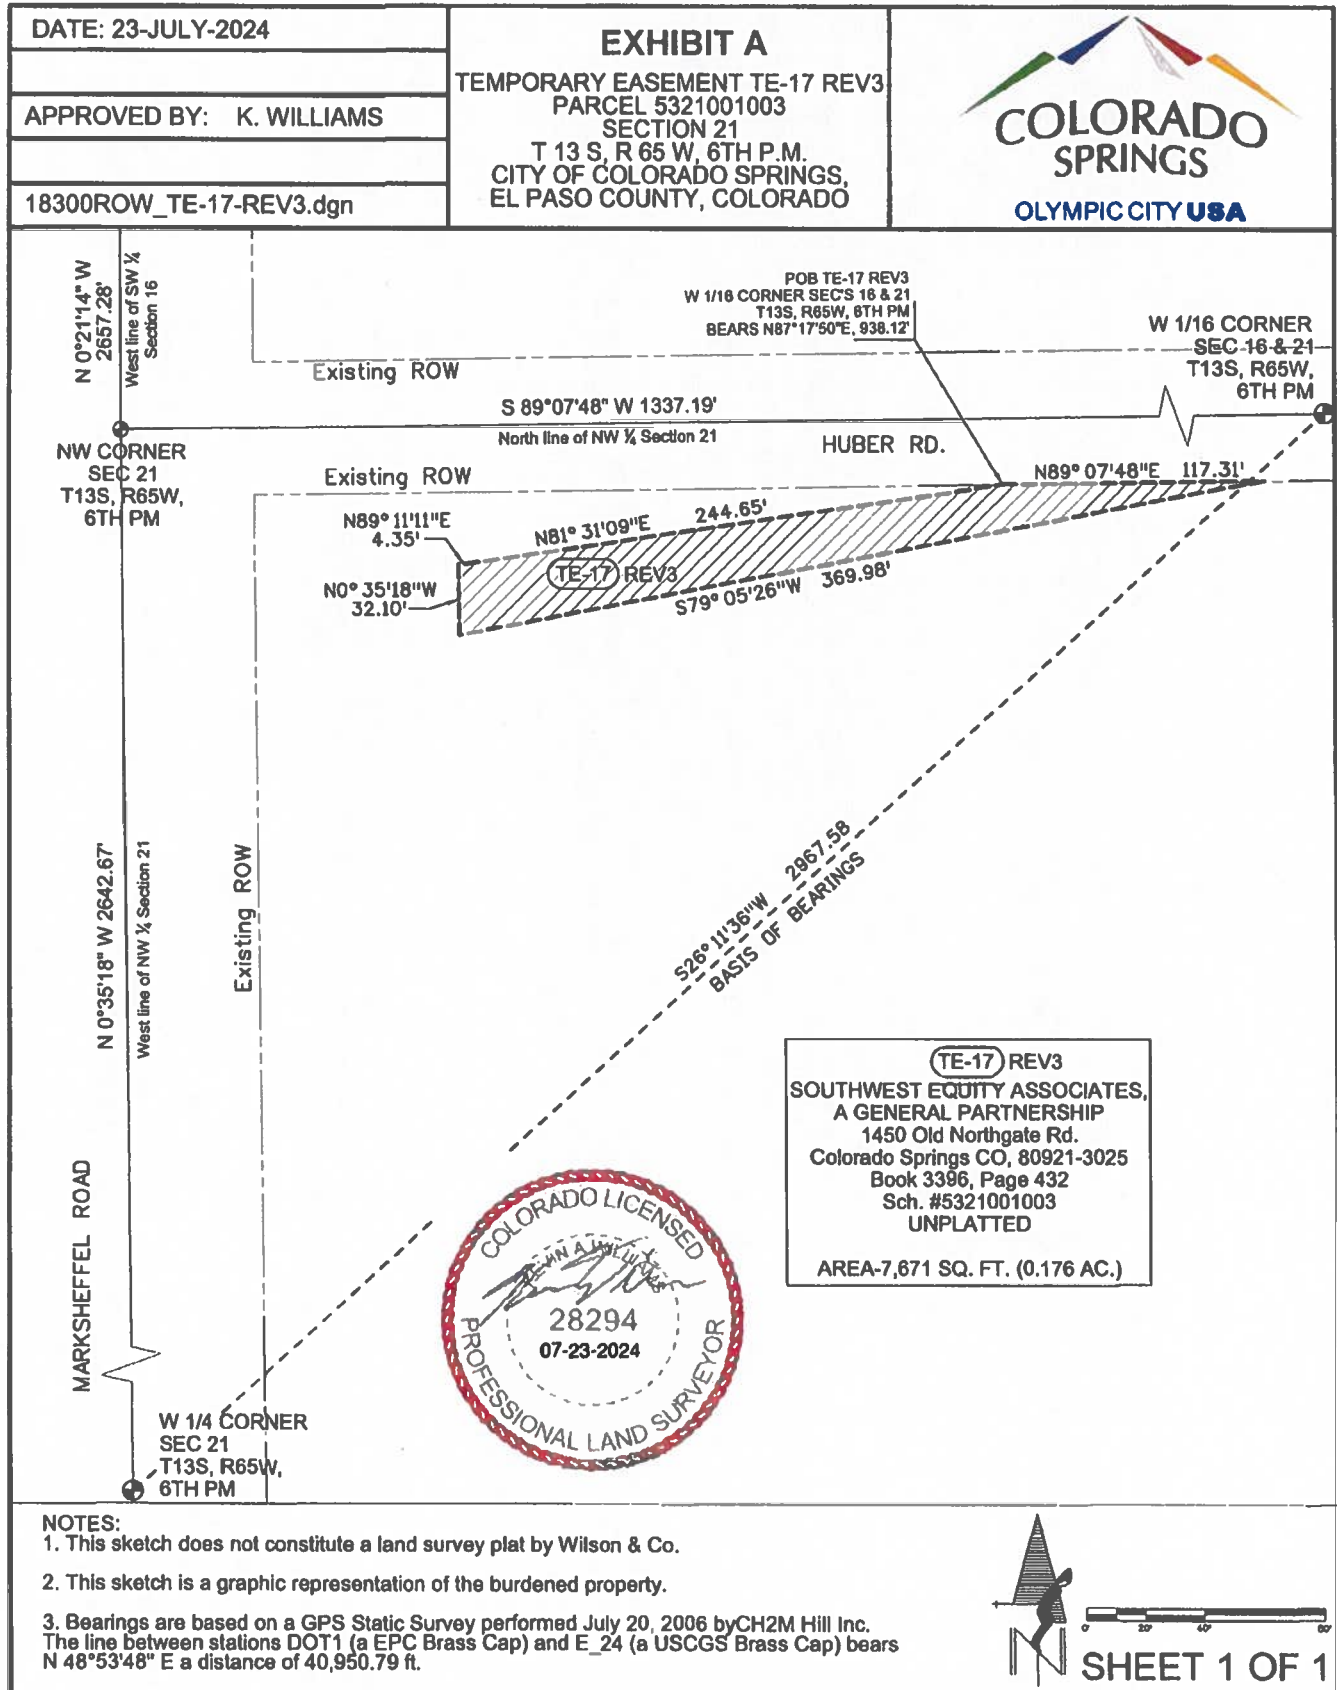 DATE: 23-JULY-2024
APPROVED BY: K. WILLIAMS
18300ROW_TE-17-REV3.dgn
EXHIBIT A
TEMPORARY EASEMENT TE-17 REV3
PARCEL 5321001003
SECTION 21
T 13 S, R 65 W, 6TH P.M.
CITY OF COLORADO SPRINGS,
EL PASO COUNTY, COLORADO
COLORADO
SPRINGS
OLYMPIC CITY USA
N 0°21'14" W
2657.28'
West line of SW ¼
Section 16
POB TE-17 REV3
W 1/16 CORNER SEC'S 16 & 21
T13S, R65W, 6TH PM
BEARS N87°17'50"E, 938.12'
W 1/16 CORNER
SEC 16 & 21
T13S, R65W,
6TH PM
Existing ROW
S 89°07'48" W 1337.19'
North line of NW ¼ Section 21
HUBER RD.
NW CORNER
SEC 21
T13S, R65W,
6TH PM
Existing ROW
N89° 07'48"E 117.31'
N89° 11'11"E
4.35'
N81° 31'09"E 244.65'
TE-17 REV3
N0° 35'18"W
32.10'
S79° 05'26"W 369.98'
N 0°35'18" W 2642.67'
West line of NW ¼ Section 21
Existing ROW
S26° 11'36"W 2967.58
BASIS OF BEARINGS
MARKSHEFFEL ROAD
TE-17 REV3
SOUTHWEST EQUITY ASSOCIATES,
A GENERAL PARTNERSHIP
1450 Old Northgate Rd.
Colorado Springs CO, 80921-3025
Book 3396, Page 432
Sch. #5321001003
UNPLATTED
AREA-7,671 SQ. FT. (0.176 AC.)
COLORADO LICENSED
28294
07-23-2024
PROFESSIONAL LAND SURVEYOR
W 1/4 CORNER
SEC 21
T13S, R65W,
6TH PM
NOTES:
1. This sketch does not constitute a land survey plat by Wilson & Co.
2. This sketch is a graphic representation of the burdened property.
3. Bearings are based on a GPS Static Survey performed July 20, 2006 byCH2M Hill Inc.
The line between stations DOT1 (a EPC Brass Cap) and E_24 (a USCGS Brass Cap) bears
N 48°53'48" E a distance of 40,950.79 ft.
N
0 20' 40' 80'
SHEET 1 OF 1